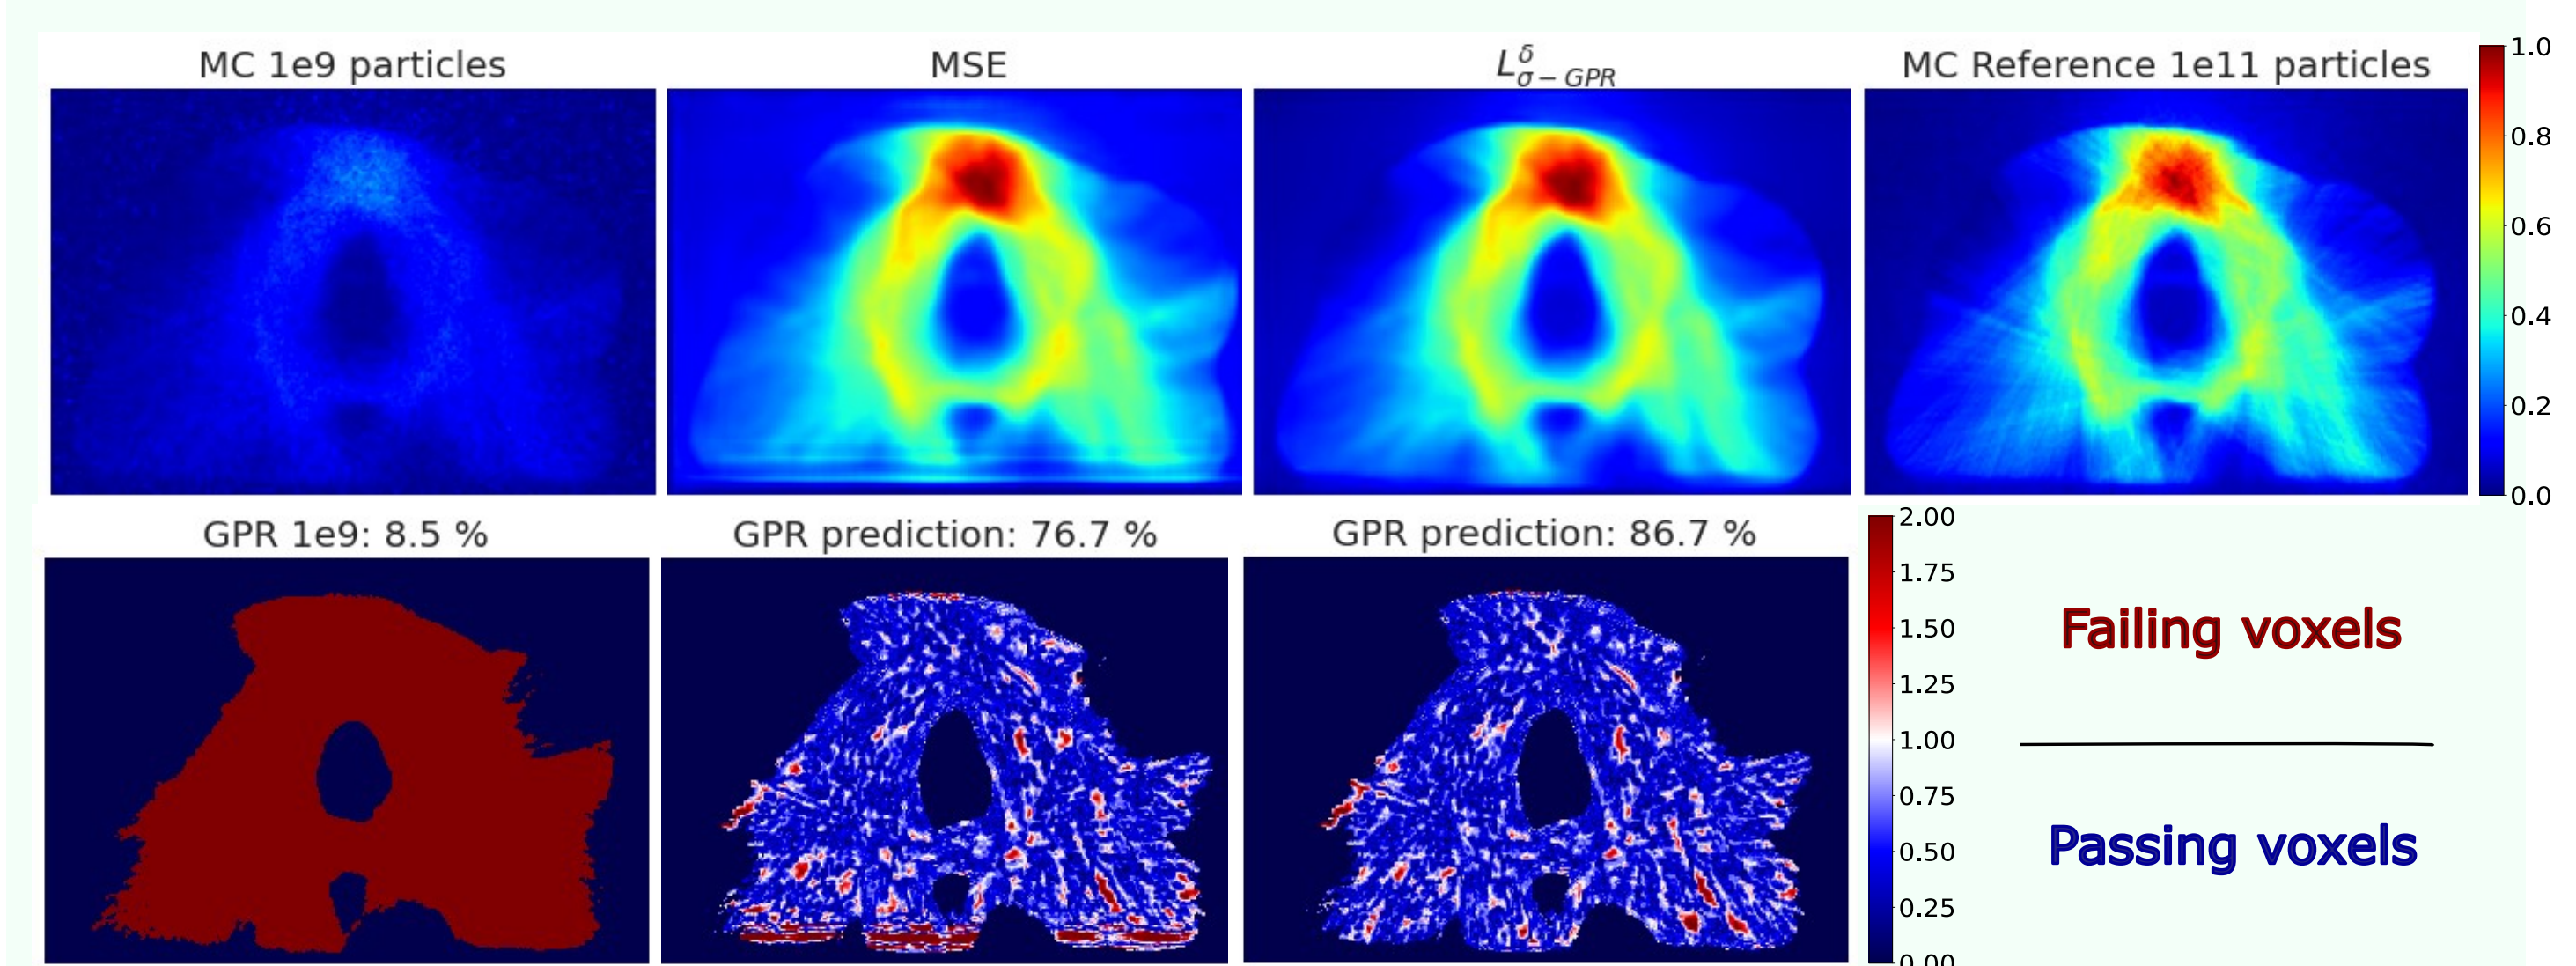 MC 1e9 particles
MSE
L^δ_{σ−GPR}
MC Reference 1e11 particles
1.0
0.8
0.6
0.4
0.2
0.0
GPR 1e9: 8.5 %
GPR prediction: 76.7 %
GPR prediction: 86.7 %
2.00
1.75
1.50
1.25
1.00
0.75
0.50
0.25
0.00
Failing voxels
Passing voxels